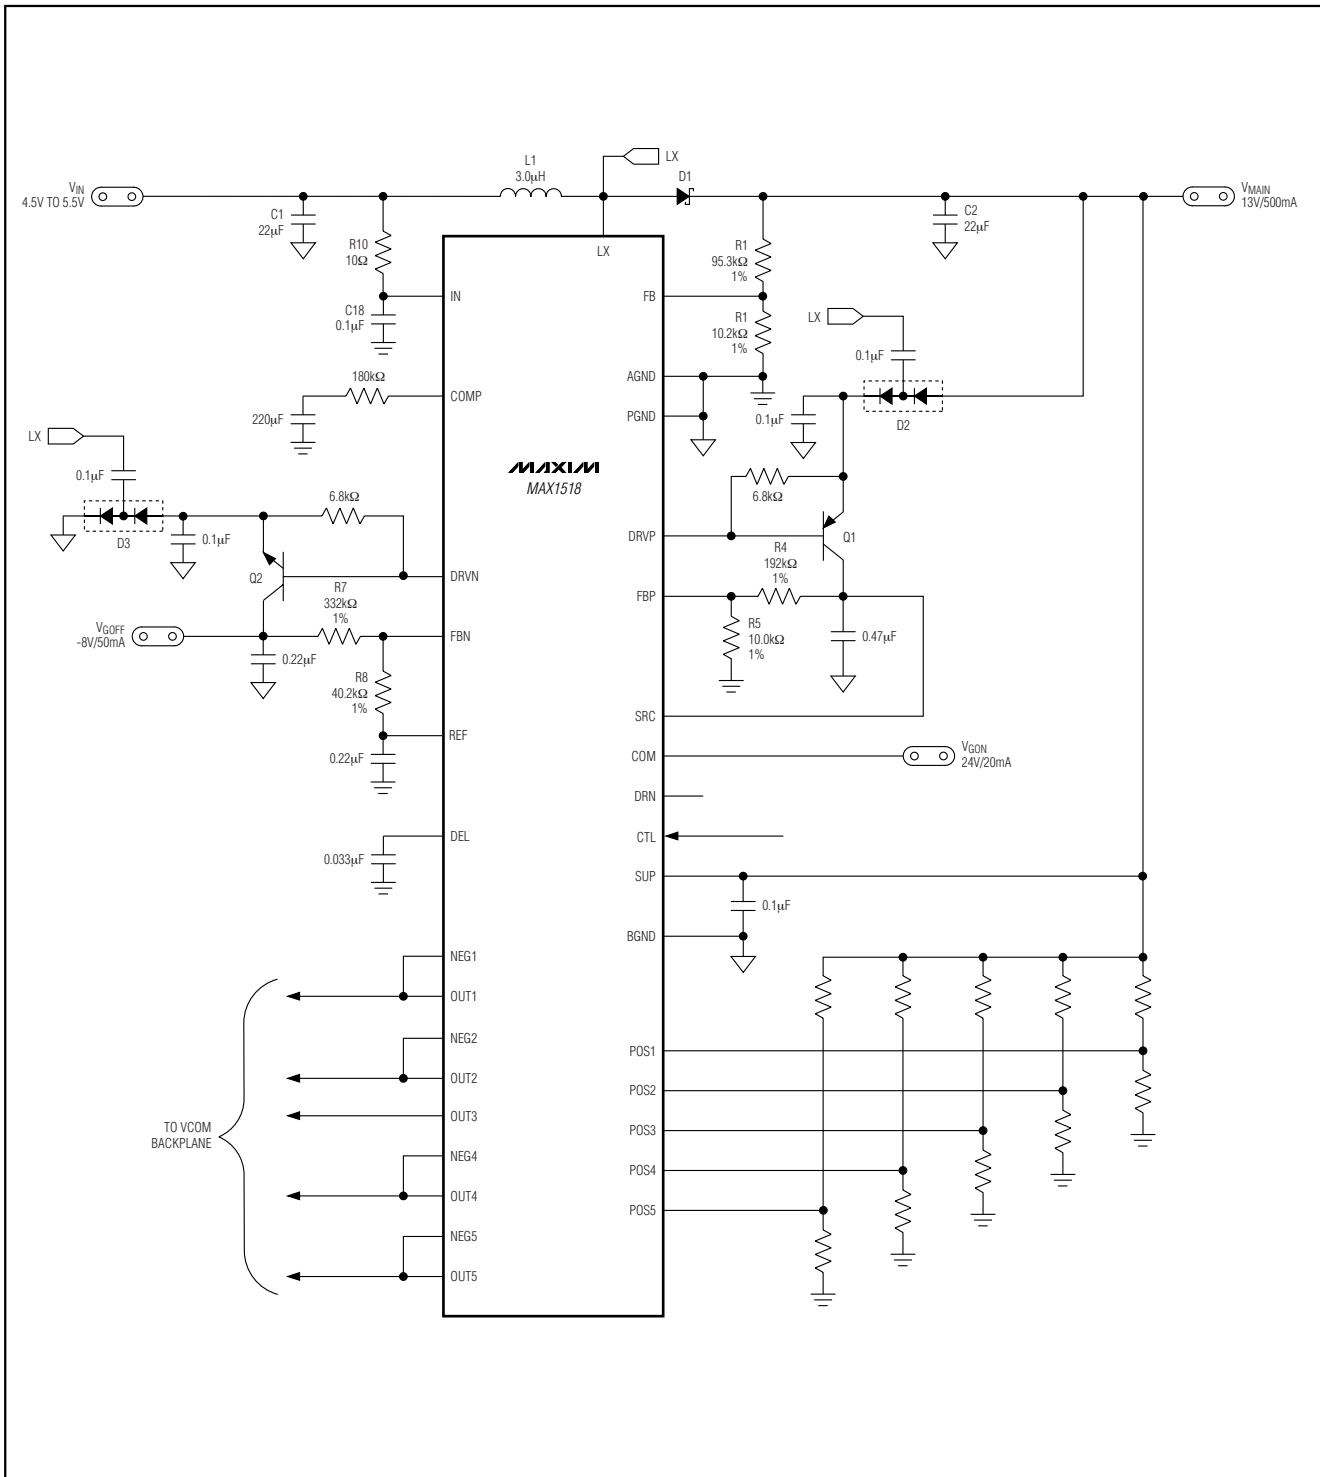 LX
L1
3.0μH
D1
VIN
4.5V TO 5.5V
VMAIN
13V/500mA
C1
22μF
R10
10Ω
C2
22μF
LX
R1
95.3kΩ
1%
IN
FB
C18
0.1μF
R1
10.2kΩ
1%
LX
0.1μF
180kΩ
COMP
AGND
220μF
PGND
0.1μF
D2
LX
0.1μF
MAXIM
MAX1518
6.8kΩ
6.8kΩ
D3
0.1μF
DRVP
Q1
Q2
DRVN
R4
192kΩ
1%
R7
332kΩ
1%
FBP
VGOFF
-8V/50mA
FBN
R5
10.0kΩ
1%
0.47μF
0.22μF
R8
40.2kΩ
1%
SRC
REF
0.22μF
COM
VGON
24V/20mA
DRN
DEL
CTL
0.033μF
SUP
0.1μF
BGND
NEG1
OUT1
NEG2
POS1
OUT2
POS2
OUT3
TO VCOM
BACKPLANE
POS3
NEG4
POS4
OUT4
POS5
NEG5
OUT5